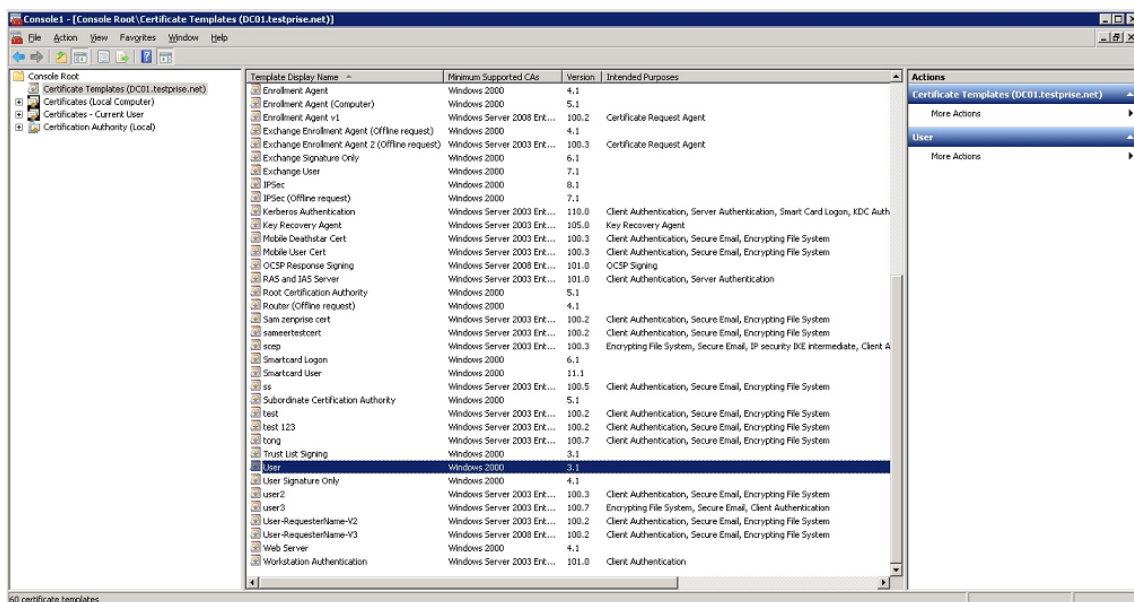 Console1 - [Console Root\Certificate Templates (DC01.testprise.net)]
File Action View Favorites Window Help
Console Root
Certificate Templates (DC01.testprise.net)
Certificates (Local Computer)
Certificates - Current User
Certification Authority (Local)
Template Display Name Minimum Supported CAs Version Intended Purposes
Enrollment Agent Windows 2000 4.1
Enrollment Agent (Computer) Windows 2000 5.1
Enrollment Agent v1 Windows Server 2008 Ent... 100.2 Certificate Request Agent
Exchange Enrollment Agent (Offline request) Windows 2000 4.1
Exchange Enrollment Agent 2 (Offline request) Windows Server 2003 Ent... 100.3 Certificate Request Agent
Exchange Signature Only Windows 2000 6.1
Exchange User Windows 2000 7.1
IPSec Windows 2000 8.1
IPSec (Offline request) Windows 2000 7.1
Kerberos Authentication Windows Server 2003 Ent... 110.0 Client Authentication, Server Authentication, Smart Card Logon, KDC Auth
Key Recovery Agent Windows Server 2003 Ent... 105.0 Key Recovery Agent
Mobile Deathstar Cert Windows Server 2003 Ent... 100.3 Client Authentication, Secure Email, Encrypting File System
Mobile User Cert Windows Server 2003 Ent... 100.3 Client Authentication, Secure Email, Encrypting File System
OCSP Response Signing Windows Server 2008 Ent... 101.0 OCSP Signing
RAS and IAS Server Windows Server 2003 Ent... 101.0 Client Authentication, Server Authentication
Root Certification Authority Windows 2000 5.1
Router (Offline request) Windows 2000 4.1
Sam zenprise cert Windows Server 2003 Ent... 100.2 Client Authentication, Secure Email, Encrypting File System
sameertestcert Windows Server 2003 Ent... 100.2 Client Authentication, Secure Email, Encrypting File System
scep Windows Server 2003 Ent... 100.3 Encrypting File System, Secure Email, IP security IKE intermediate, Client A
Smartcard Logon Windows 2000 6.1
Smartcard User Windows 2000 11.1
ss Windows Server 2003 Ent... 100.5 Client Authentication, Secure Email, Encrypting File System
Subordinate Certification Authority Windows 2000 5.1
test Windows Server 2003 Ent... 100.2 Client Authentication, Secure Email, Encrypting File System
test 123 Windows Server 2003 Ent... 100.2 Client Authentication, Secure Email, Encrypting File System
tong Windows Server 2003 Ent... 100.7 Client Authentication, Secure Email, Encrypting File System
Trust List Signing Windows 2000 3.1
User Windows 2000 3.1
User Signature Only Windows 2000 4.1
user2 Windows Server 2003 Ent... 100.3 Client Authentication, Secure Email, Encrypting File System
user3 Windows Server 2003 Ent... 100.7 Encrypting File System, Secure Email, Client Authentication
User-RequesterName-V2 Windows Server 2003 Ent... 100.2 Client Authentication, Secure Email, Encrypting File System
User-RequesterName-V3 Windows Server 2008 Ent... 100.2 Client Authentication, Secure Email, Encrypting File System
Web Server Windows 2000 4.1
Workstation Authentication Windows Server 2003 Ent... 101.0 Client Authentication
Actions
Certificate Templates (DC01.testprise.net)
More Actions
User
More Actions
60 certificate templates